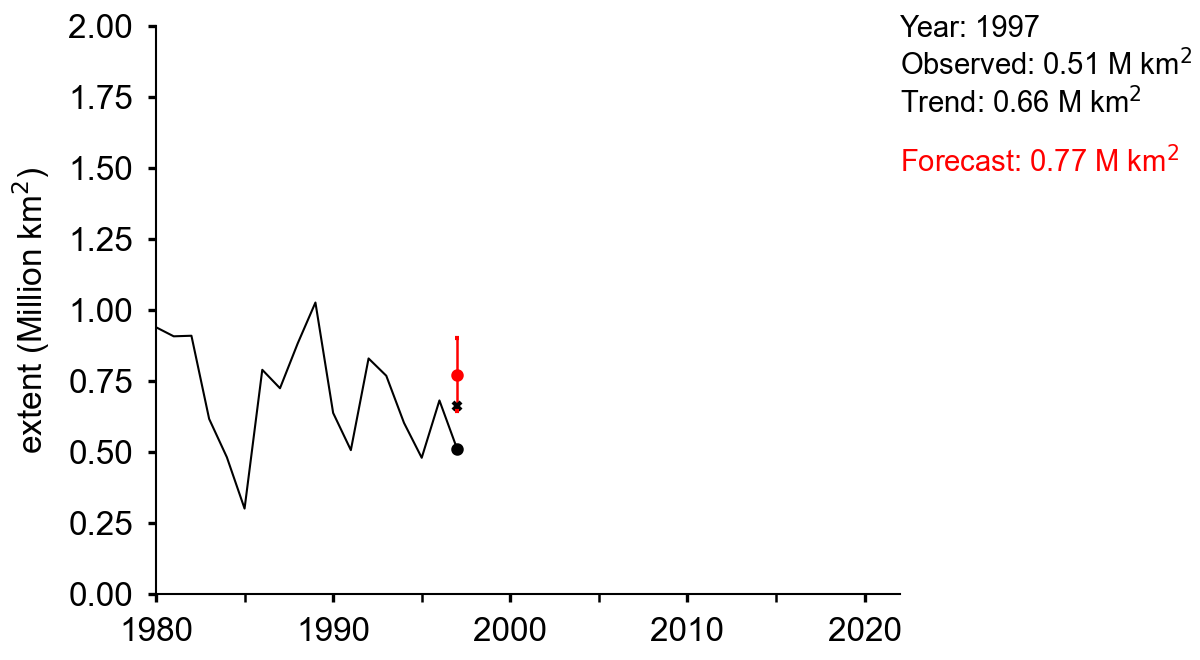 2.00
1.75
1.50
1.25
1.00
0.75
0.50
0.25
0.00
extent (Million km²)
1980 1990 2000 2010 2020
Year: 1997
Observed: 0.51 M km²
Trend: 0.66 M km²
Forecast: 0.77 M km²